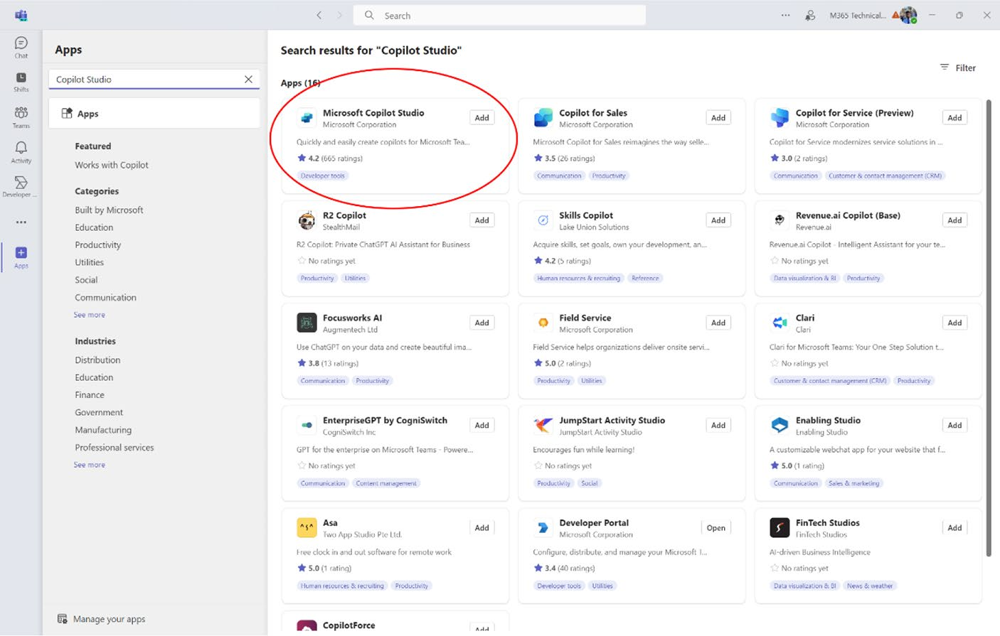 Search
M365 Technical...
Chat
Shifts
Teams
Activity
Developer ...
Apps
Apps
Copilot Studio
Apps
Featured
Works with Copilot
Categories
Built by Microsoft
Education
Productivity
Utilities
Social
Communication
See more
Industries
Distribution
Education
Finance
Government
Manufacturing
Professional services
See more
Manage your apps
Search results for "Copilot Studio"
Filter
Apps (16)
Microsoft Copilot Studio
Microsoft Corporation
Add
Quickly and easily create copilots for Microsoft Tea...
4.2 (665 ratings)
Developer tools
Copilot for Sales
Microsoft Corporation
Add
Microsoft Copilot for Sales reimagines the way selle...
3.5 (26 ratings)
Communication Productivity
Copilot for Service (Preview)
Microsoft Corporation
Add
Copilot for Service modernizes service solutions in ...
3.0 (2 ratings)
Communication Customer & contact management (CRM)
R2 Copilot
StealthMail
Add
R2 Copilot: Private ChatGPT AI Assistant for Business
No ratings yet
Productivity Utilities
Skills Copilot
Lake Union Solutions
Add
Acquire skills, set goals, own your development, an...
4.2 (5 ratings)
Human resources & recruiting Reference
Revenue.ai Copilot (Base)
Revenue.ai
Add
Revenue.ai Copilot - Intelligent Assistant for your te...
No ratings yet
Data visualization & BI Productivity
Focusworks AI
Augmentech Ltd
Add
Use ChatGPT on your data and create beautiful ima...
3.8 (13 ratings)
Communication Productivity
Field Service
Microsoft Corporation
Add
Field Service helps organizations deliver onsite servi...
5.0 (2 ratings)
Productivity Utilities
Clari
Clari
Add
Clari for Microsoft Teams: Your One-Step Solution t...
No ratings yet
Customer & contact management (CRM) Productivity
EnterpriseGPT by CogniSwitch
CogniSwitch Inc
Add
GPT for the enterprise on Microsoft Teams - Powere...
No ratings yet
Communication Content management
JumpStart Activity Studio
JumpStart Activity Studio
Add
Encourages fun while learning!
No ratings yet
Productivity Social
Enabling Studio
Enabling Studio
Add
A customizable webchat app for your website that f...
5.0 (1 rating)
Communication Sales & marketing
Asa
Two App Studio Pte Ltd.
Add
Free clock in and out software for remote work
5.0 (1 rating)
Human resources & recruiting Productivity
Developer Portal
Microsoft Corporation
Open
Configure, distribute, and manage your Microsoft T...
3.4 (40 ratings)
Developer tools Utilities
FinTech Studios
FinTech Studios
Add
AI-driven Business Intelligence
No ratings yet
Data visualization & BI News & weather
CopilotForce
Add